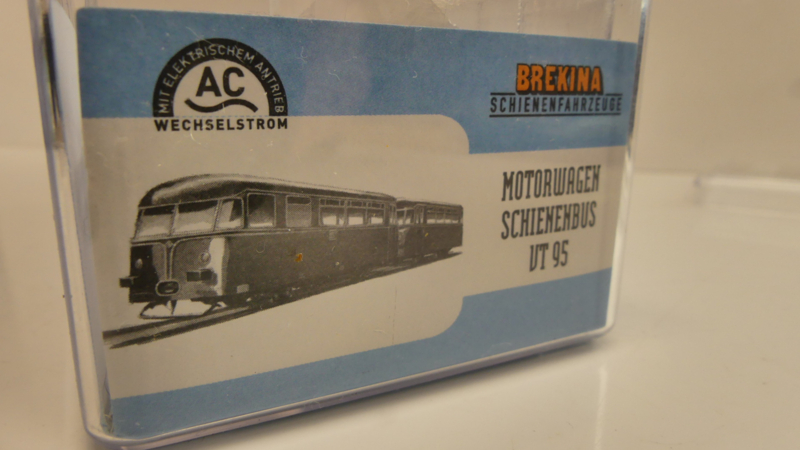 MIT ELEKTRISCHEM ANTRIEB
AC
WECHSELSTROM
BREKINA
SCHIENENFAHRZEUGE
MOTORWAGEN
SCHIENENBUS
VT 95